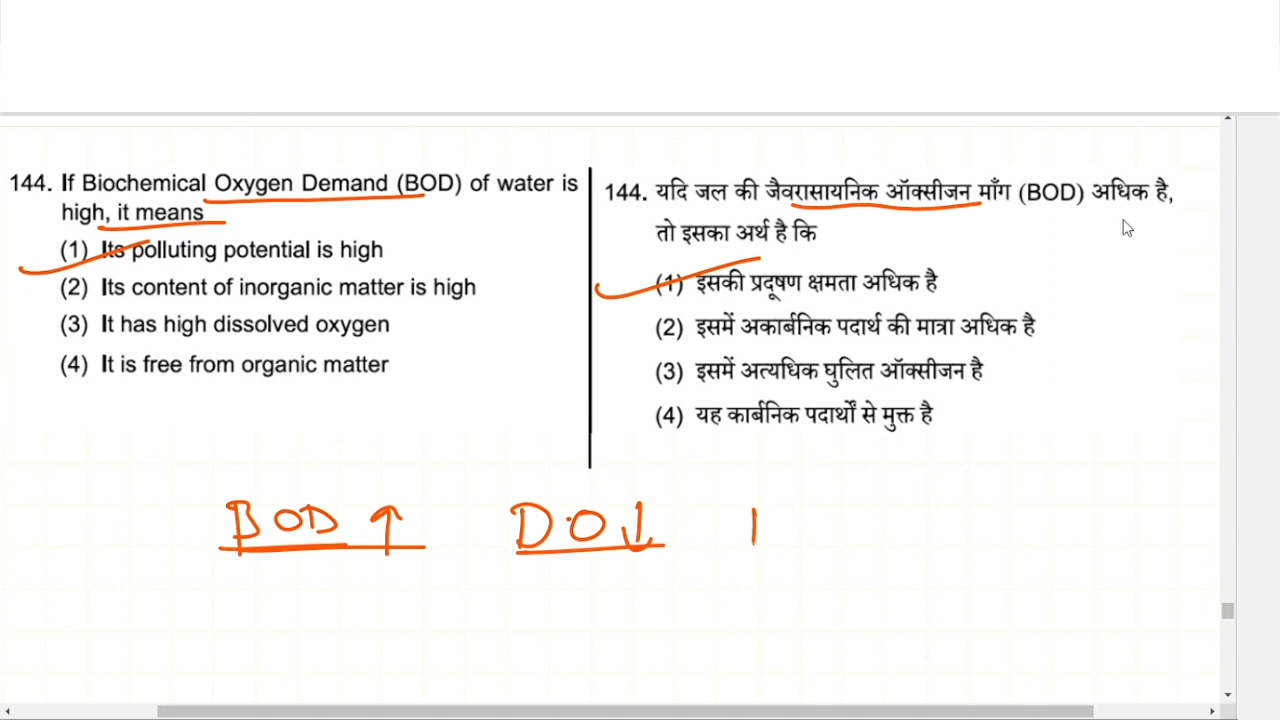 144. If Biochemical Oxygen Demand (BOD) of water is
high, it means
(1) Its polluting potential is high
(2) Its content of inorganic matter is high
(3) It has high dissolved oxygen
(4) It is free from organic matter
144. यदि जल की जैवरासायनिक ऑक्सीजन माँग (BOD) अधिक है,
तो इसका अर्थ है कि
(1) इसकी प्रदूषण क्षमता अधिक है
(2) इसमें अकार्बनिक पदार्थ की मात्रा अधिक है
(3) इसमें अत्यधिक घुलित ऑक्सीजन है
(4) यह कार्बनिक पदार्थों से मुक्त है
BOD ↑ D.O ↓